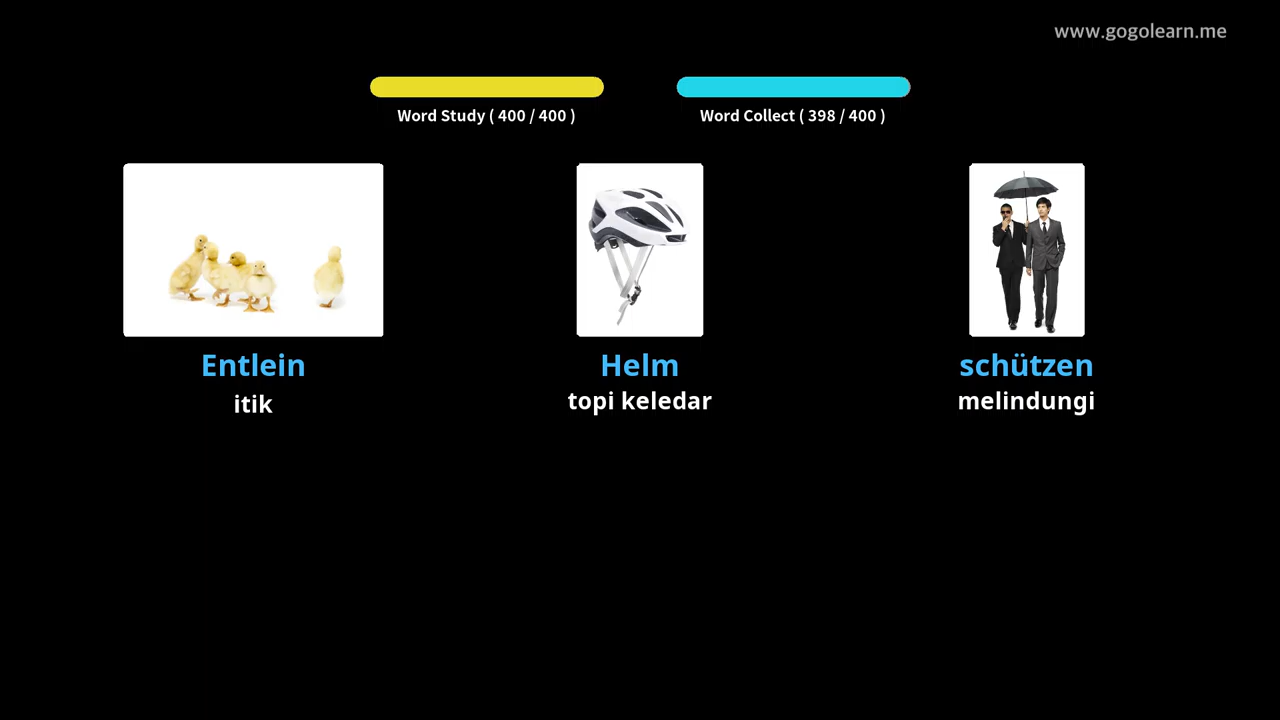 www.gogolearn.me
Word Study ( 400 / 400 )
Word Collect ( 398 / 400 )
Entlein
itik
Helm
topi keledar
schützen
melindungi